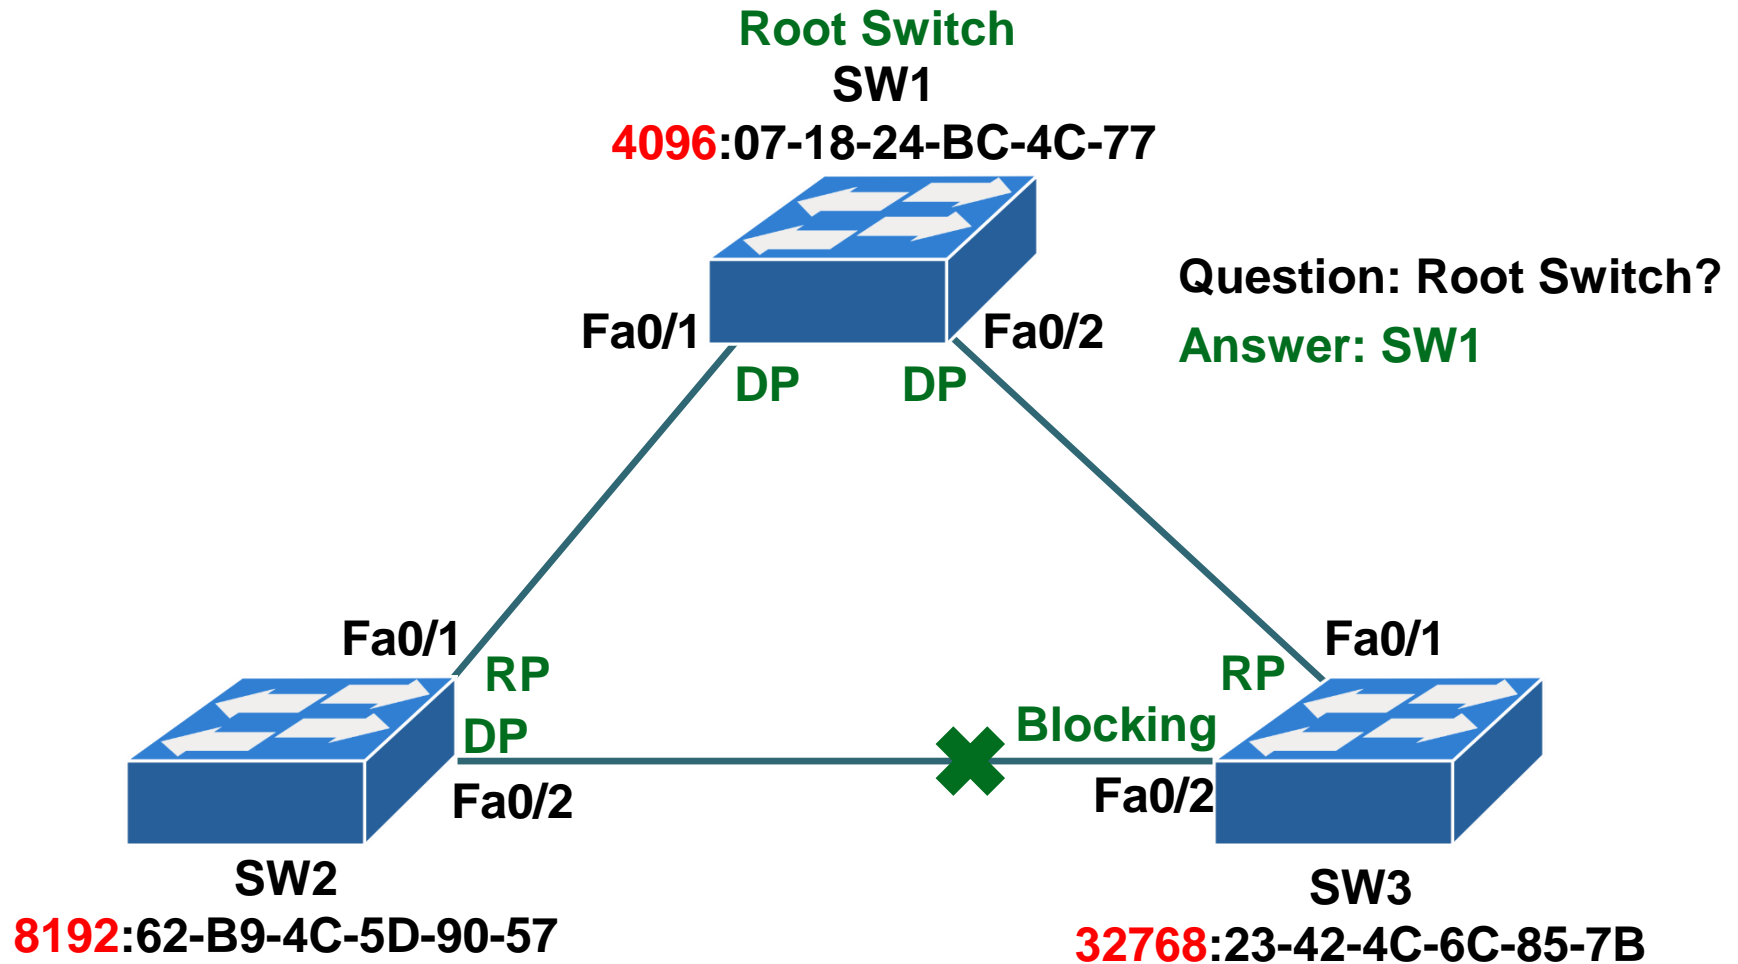 Root Switch
SW1
4096:07-18-24-BC-4C-77
Question: Root Switch?
Answer: SW1
Fa0/1
Fa0/2
DP
DP
Fa0/1
RP
DP
Fa0/2
Fa0/1
RP
Blocking
Fa0/2
SW2
8192:62-B9-4C-5D-90-57
SW3
32768:23-42-4C-6C-85-7B